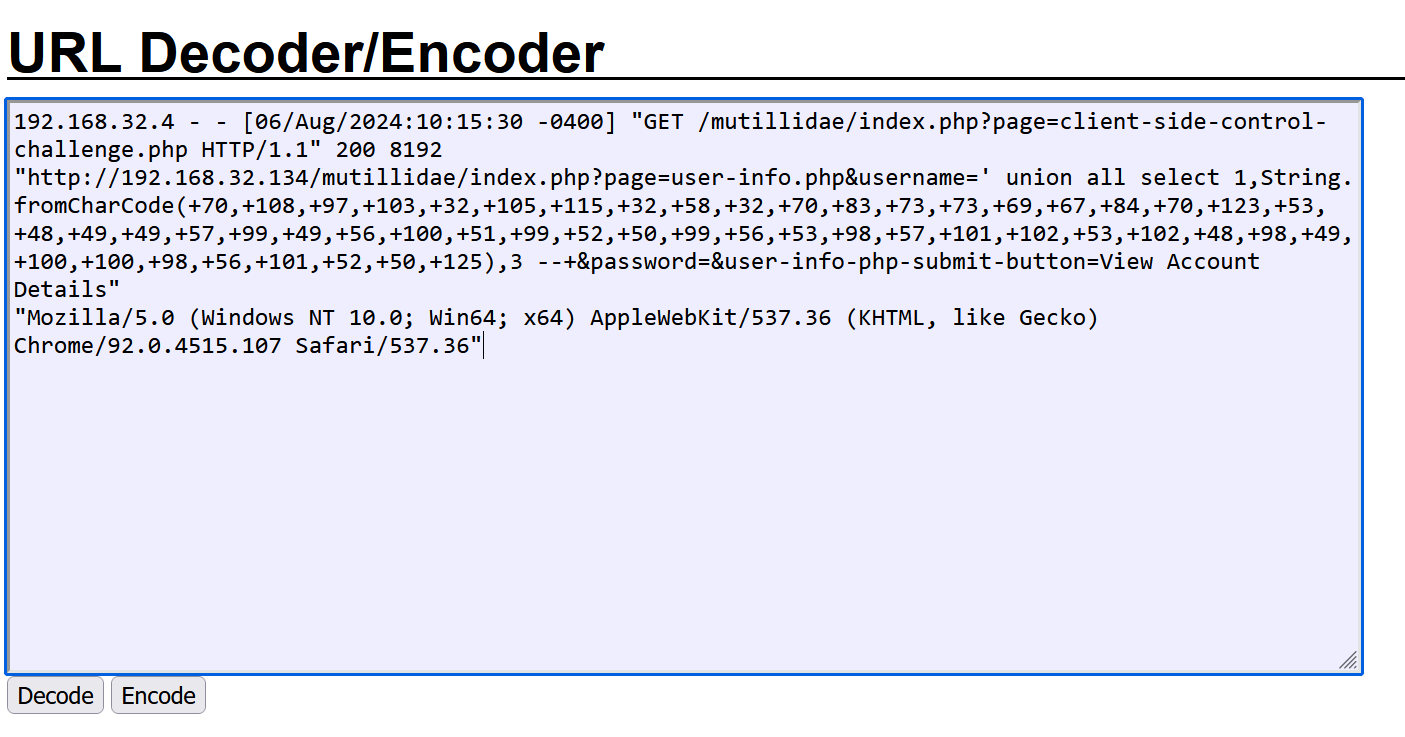 URL Decoder/Encoder
192.168.32.4 - - [06/Aug/2024:10:15:30 -0400] "GET /mutillidae/index.php?page=client-side-control-
challenge.php HTTP/1.1" 200 8192
"http://192.168.32.134/mutillidae/index.php?page=user-info.php&username=' union all select 1,String.
fromCharCode(+70,+108,+97,+103,+32,+105,+115,+32,+58,+32,+70,+83,+73,+73,+69,+67,+84,+70,+123,+53,
+48,+49,+49,+57,+99,+49,+56,+100,+51,+99,+52,+50,+99,+56,+53,+98,+57,+101,+102,+53,+102,+48,+98,+49,
+100,+100,+98,+56,+101,+52,+50,+125),3 --+&password=&user-info-php-submit-button=View Account
Details"
"Mozilla/5.0 (Windows NT 10.0; Win64; x64) AppleWebKit/537.36 (KHTML, like Gecko)
Chrome/92.0.4515.107 Safari/537.36"
Decode Encode